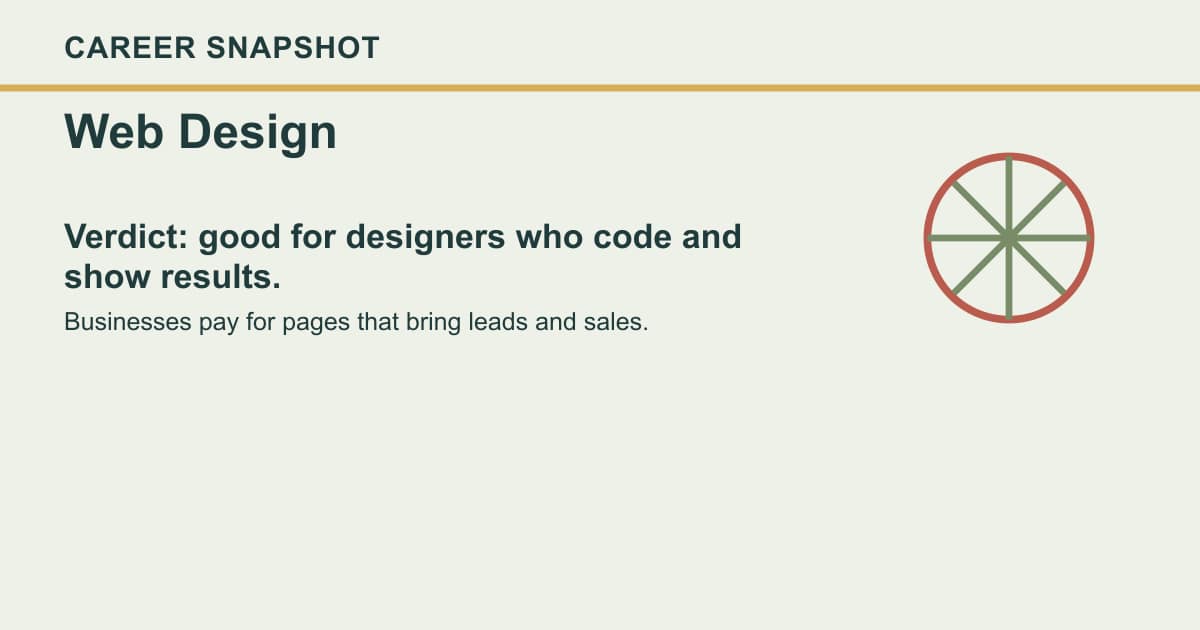 CAREER SNAPSHOT
Web Design
Verdict: good for designers who code and
show results.
Businesses pay for pages that bring leads and sales.